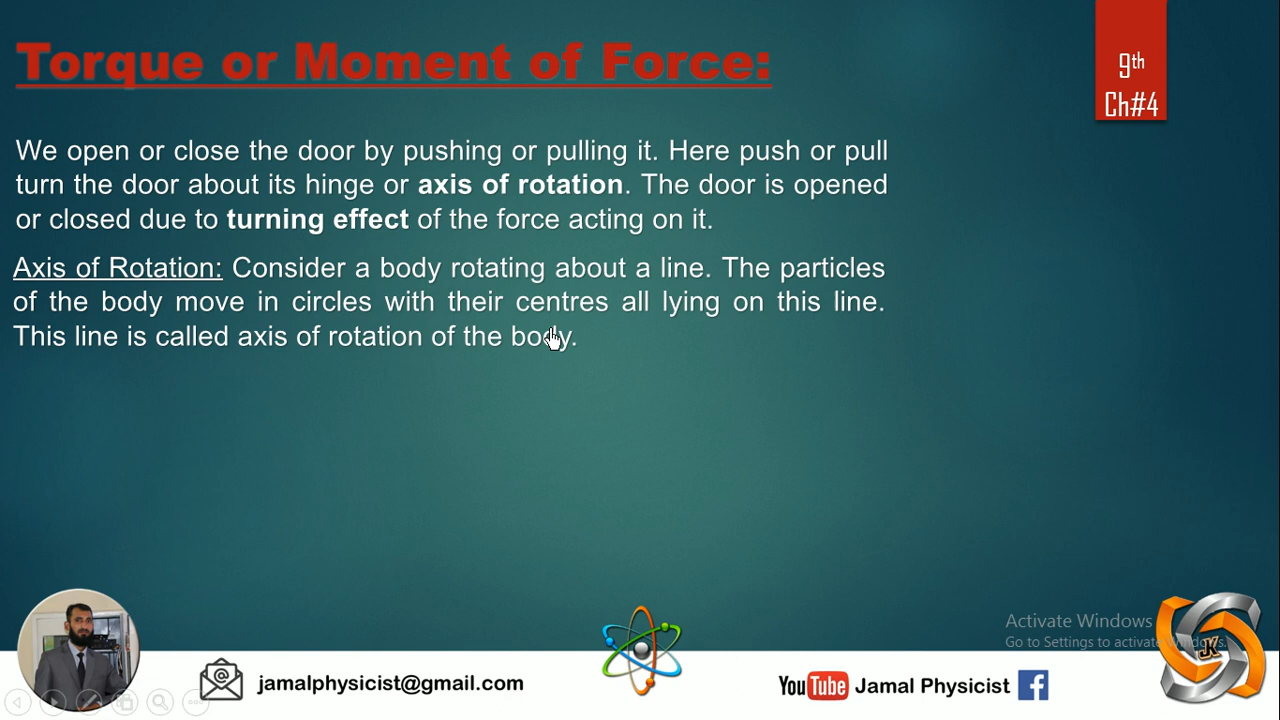 Torque or Moment of Force:
9th
Ch#4
We open or close the door by pushing or pulling it. Here push or pull
turn the door about its hinge or axis of rotation. The door is opened
or closed due to turning effect of the force acting on it.
Axis of Rotation: Consider a body rotating about a line. The particles
of the body move in circles with their centres all lying on this line.
This line is called axis of rotation of the body.
Activate Windows
Go to Settings to activate Windows.
JK
jamalphysicist@gmail.com
YouTube Jamal Physicist f